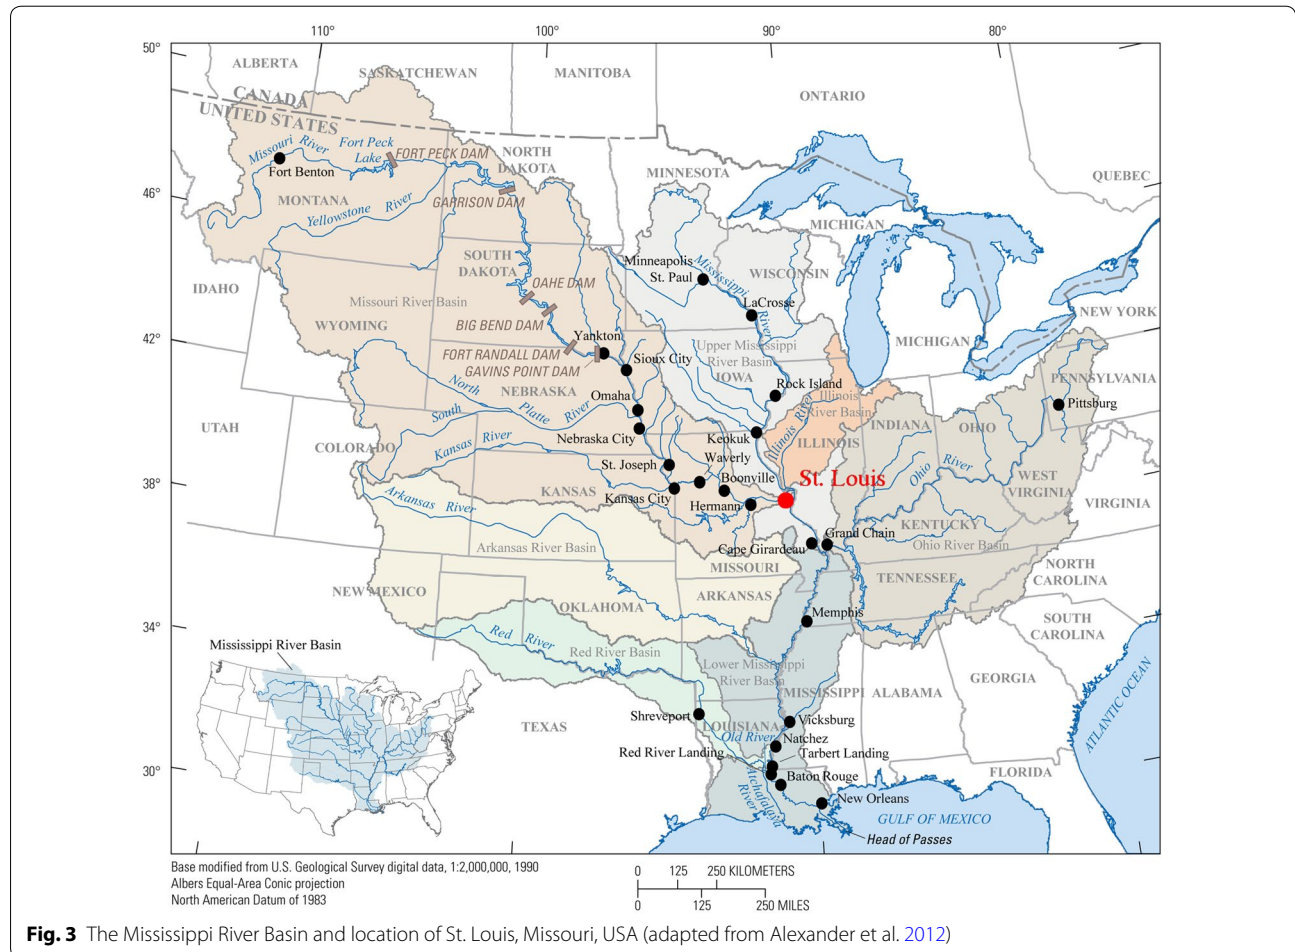 110°
100°
90°
80°
50°
ALBERTA
SASKATCHEWAN
MANITOBA
ONTARIO
QUEBEC
CANADA
UNITED STATES
Missouri River
Fort Peck
Lake
FORT PECK DAM
NORTH
DAKOTA
Fort Benton
MINNESOTA
46°
MONTANA
Yellowstone River
GARRISON DAM
MICHIGAN
SOUTH
DAKOTA
Minneapolis
St. Paul
Mississippi
River
WISCONSIN
IDAHO
OAHE DAM
Missouri River Basin
LaCrosse
NEW YORK
WYOMING
BIG BEND DAM
42°
Yankton
Upper Mississippi
River Basin
MICHIGAN
FORT RANDALL DAM
GAVINS POINT DAM
Sioux City
IOWA
PENNSYLVANIA
NEBRASKA
North
South
Platte River
Omaha
Rock Island
Illinois
River Basin
Illinois River
Pittsburg
UTAH
COLORADO
Kansas River
Nebraska City
Keokuk
ILLINOIS
INDIANA
OHIO
Waverly
St. Joseph
Boonville
St. Louis
Ohio River
WEST
VIRGINIA
VIRGINIA
38°
Arkansas River
KANSAS
Kansas City
Hermann
KENTUCKY
Grand Chain
Ohio River Basin
Arkansas River Basin
Cape Girardeau
MISSOURI
TENNESSEE
NORTH
CAROLINA
NEW MEXICO
OKLAHOMA
ARKANSAS
Memphis
SOUTH
CAROLINA
34°
Red River
Red River Basin
Mississippi River Basin
Lower Mississippi
River Basin
MISSISSIPPI
ALABAMA
GEORGIA
ATLANTIC OCEAN
TEXAS
Shreveport
LOUISIANA
Vicksburg
Old River
Natchez
Red River Landing
Tarbert Landing
30°
Atchafalaya
River
Baton Rouge
FLORIDA
New Orleans
GULF OF MEXICO
Head of Passes
Base modified from U.S. Geological Survey digital data, 1:2,000,000, 1990
Albers Equal-Area Conic projection
North American Datum of 1983
0 125 250 KILOMETERS
0 125 250 MILES
Fig. 3 The Mississippi River Basin and location of St. Louis, Missouri, USA (adapted from Alexander et al. 2012)